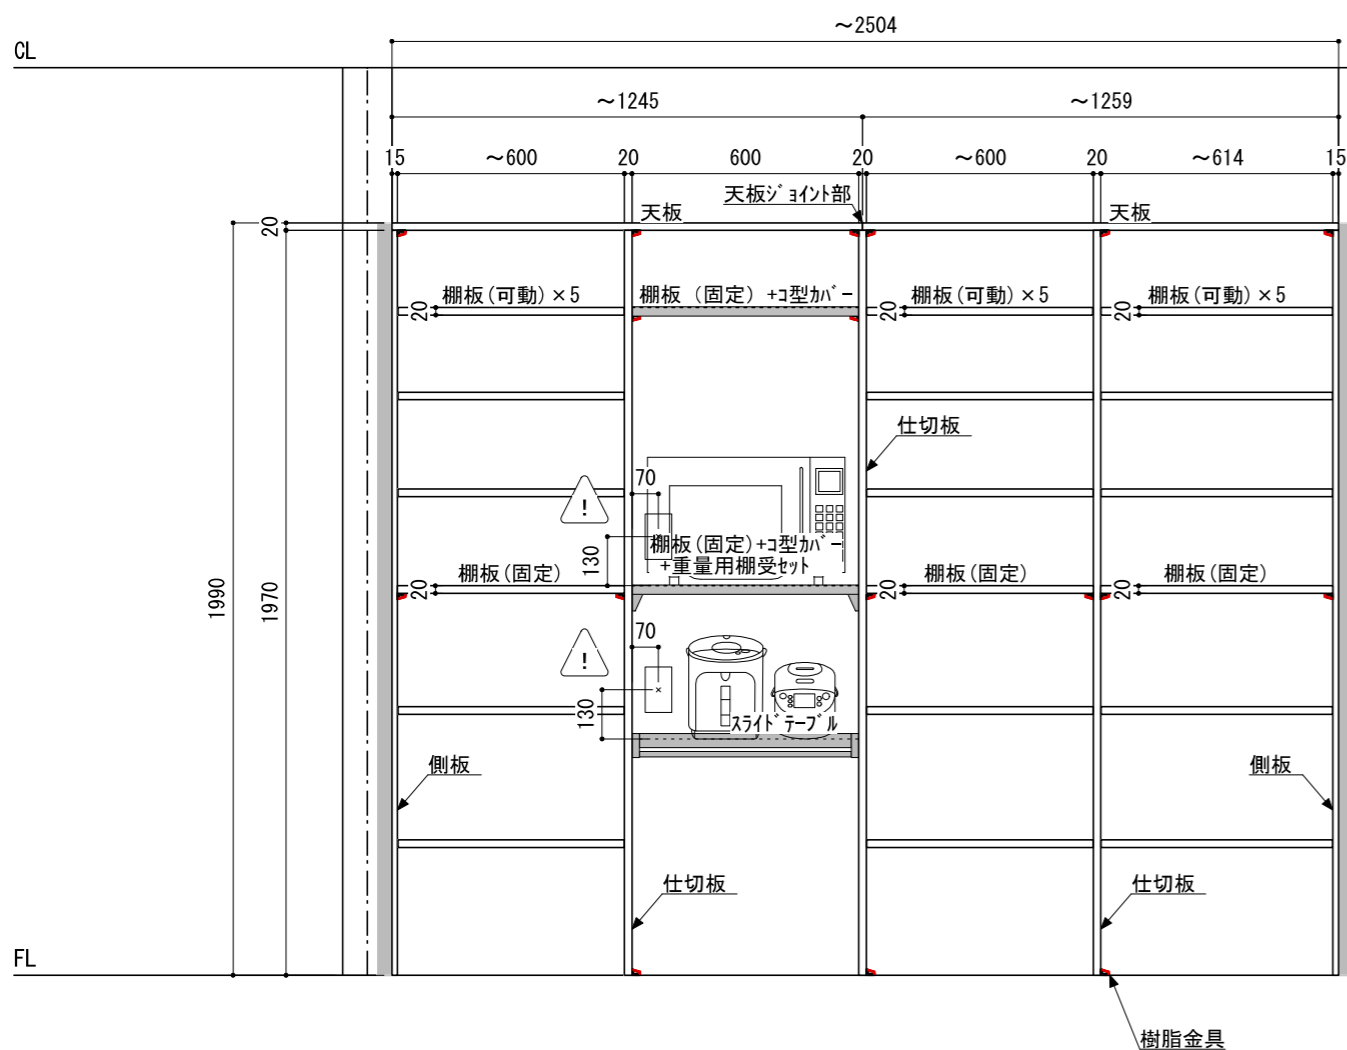 ~2504
CL
~1245
~1259
15
~600
20
600
20
~600
20
~614
15
天板ジョイント部
天板
天板
20
棚板(可動)×5
棚板(固定)+コ型カバー
棚板(可動)×5
棚板(可動)×5
20
20
20
仕切板
70
!
130
棚板(固定)+コ型カバー
+重量用棚受セット
棚板(固定)
棚板(固定)
棚板(固定)
20
20
20
1990
1970
70
!
130
スライドテーブル
側板
側板
仕切板
仕切板
FL
樹脂金具